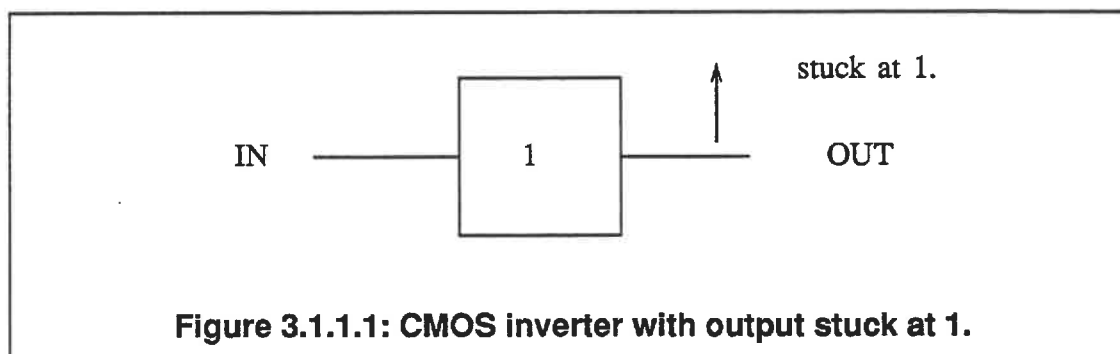 stuck at 1.
IN 1 OUT
Figure 3.1.1.1: CMOS inverter with output stuck at 1.